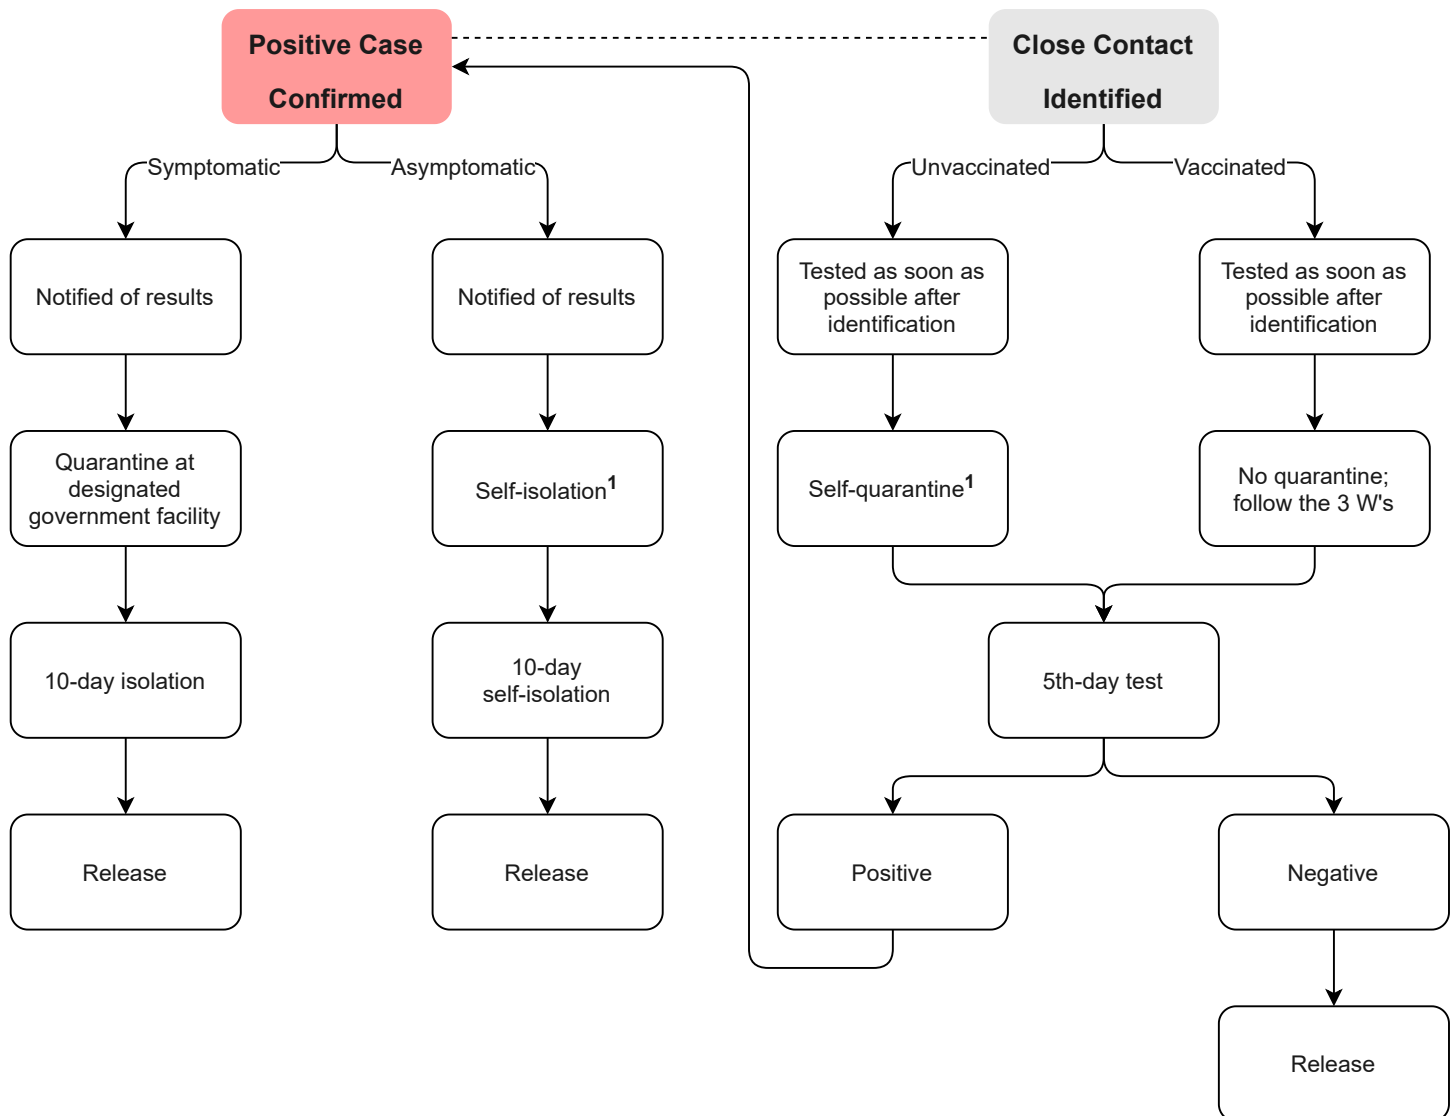 Positive Case
Confirmed
Close Contact
Identified
Symptomatic
Asymptomatic
Unvaccinated
Vaccinated
Notified of results
Notified of results
Tested as soon as
possible after
identification
Tested as soon as
possible after
identification
Quarantine at
designated
government facility
Self-isolation¹
Self-quarantine¹
No quarantine;
follow the 3 W's
10-day isolation
10-day
self-isolation
5th-day test
Release
Release
Positive
Negative
Release